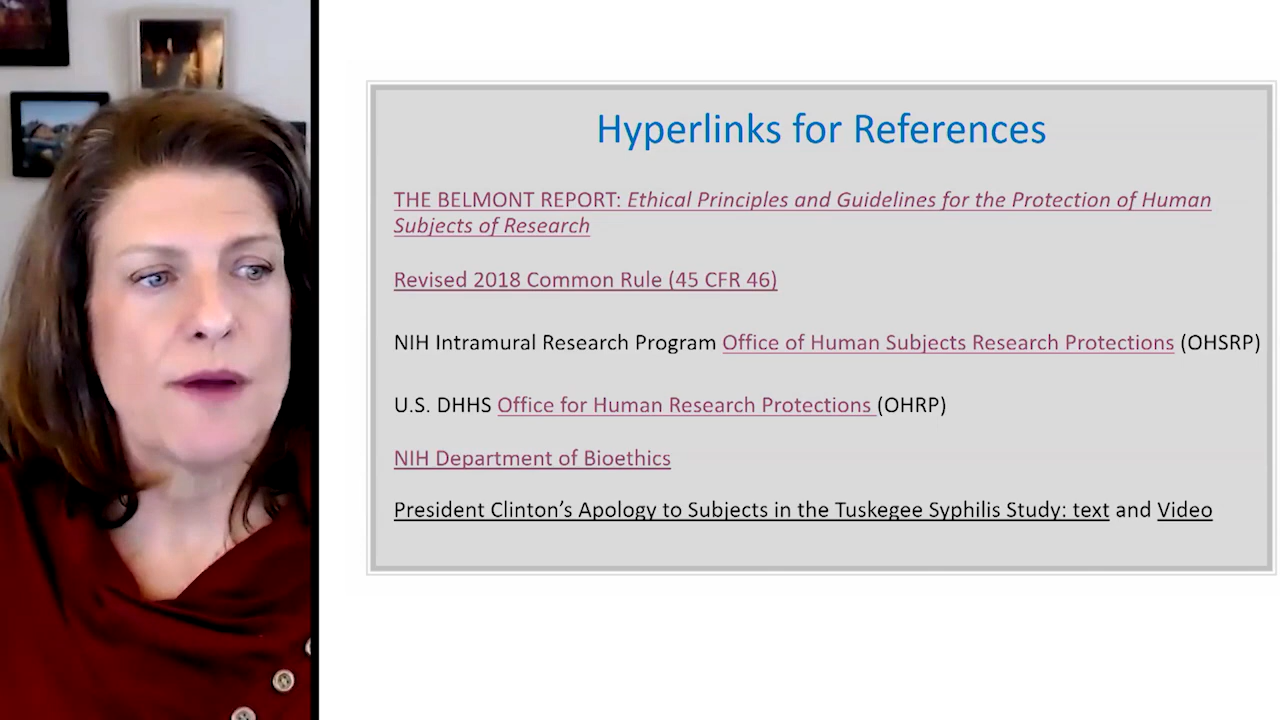 Hyperlinks for References
THE BELMONT REPORT: Ethical Principles and Guidelines for the Protection of Human
Subjects of Research
Revised 2018 Common Rule (45 CFR 46)
NIH Intramural Research Program Office of Human Subjects Research Protections (OHSRP)
U.S. DHHS Office for Human Research Protections (OHRP)
NIH Department of Bioethics
President Clinton’s Apology to Subjects in the Tuskegee Syphilis Study: text and Video